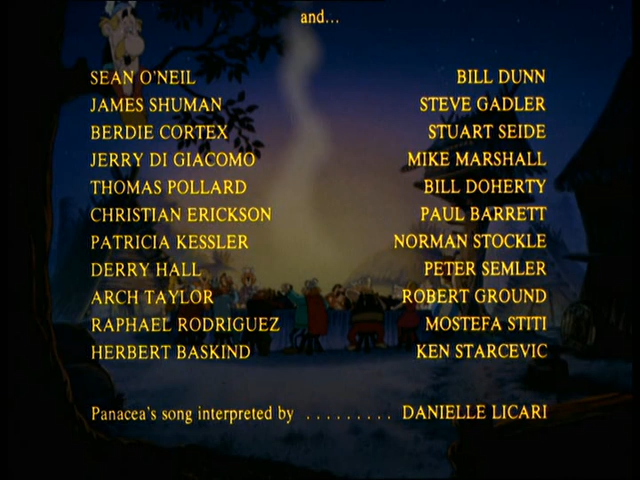 and...
SEAN O'NEIL BILL DUNN
JAMES SHUMAN STEVE GADLER
BERDIE CORTEX STUART SEIDE
JERRY DI GIACOMO MIKE MARSHALL
THOMAS POLLARD BILL DOHERTY
CHRISTIAN ERICKSON PAUL BARRETT
PATRICIA KESSLER NORMAN STOCKLE
DERRY HALL PETER SEMLER
ARCH TAYLOR ROBERT GROUND
RAPHAEL RODRIGUEZ MOSTEFA STITI
HERBERT BASKIND KEN STARCEVIC
Panacea's song interpreted by ......... DANIELLE LICARI